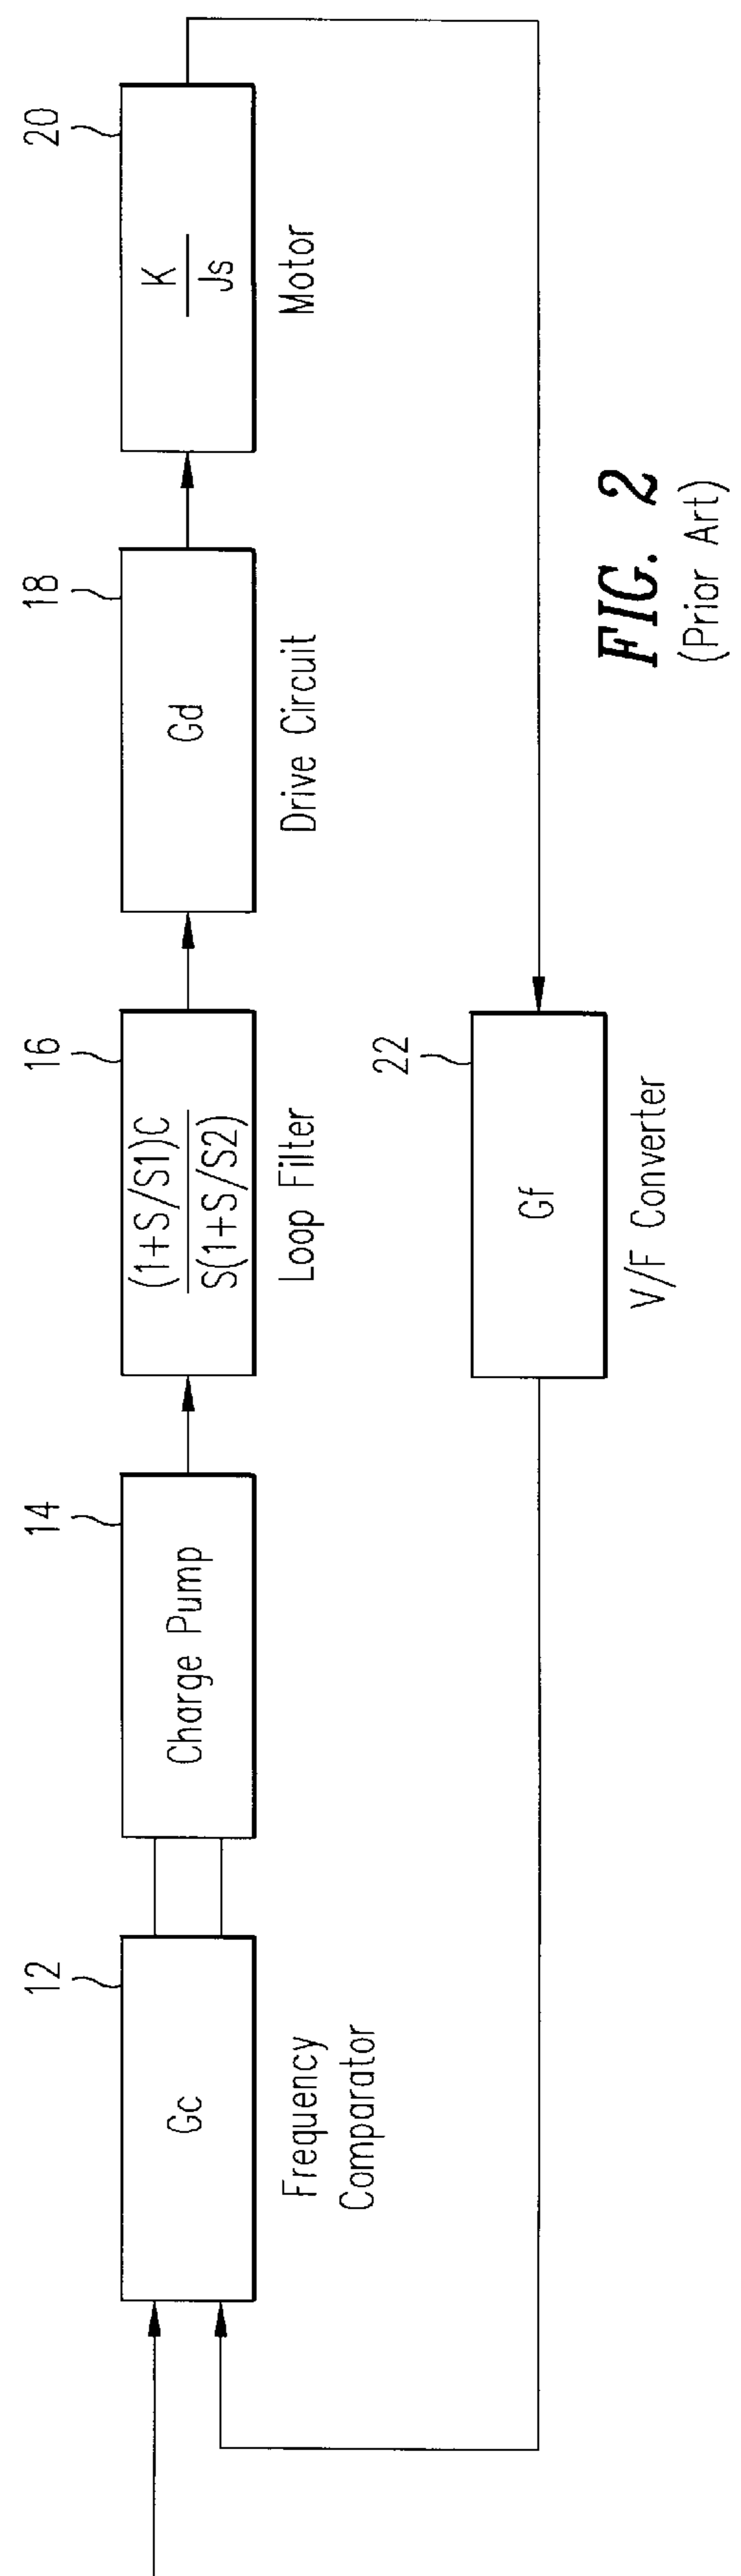 12
Gc
Frequency
Comparator
14
Charge Pump
16
(1+S/S1)C
S(1+S/S2)
Loop Filter
18
Gd
Drive Circuit
20
K
Js
Motor
22
Gf
V/F Converter
FIG. 2
(Prior Art)